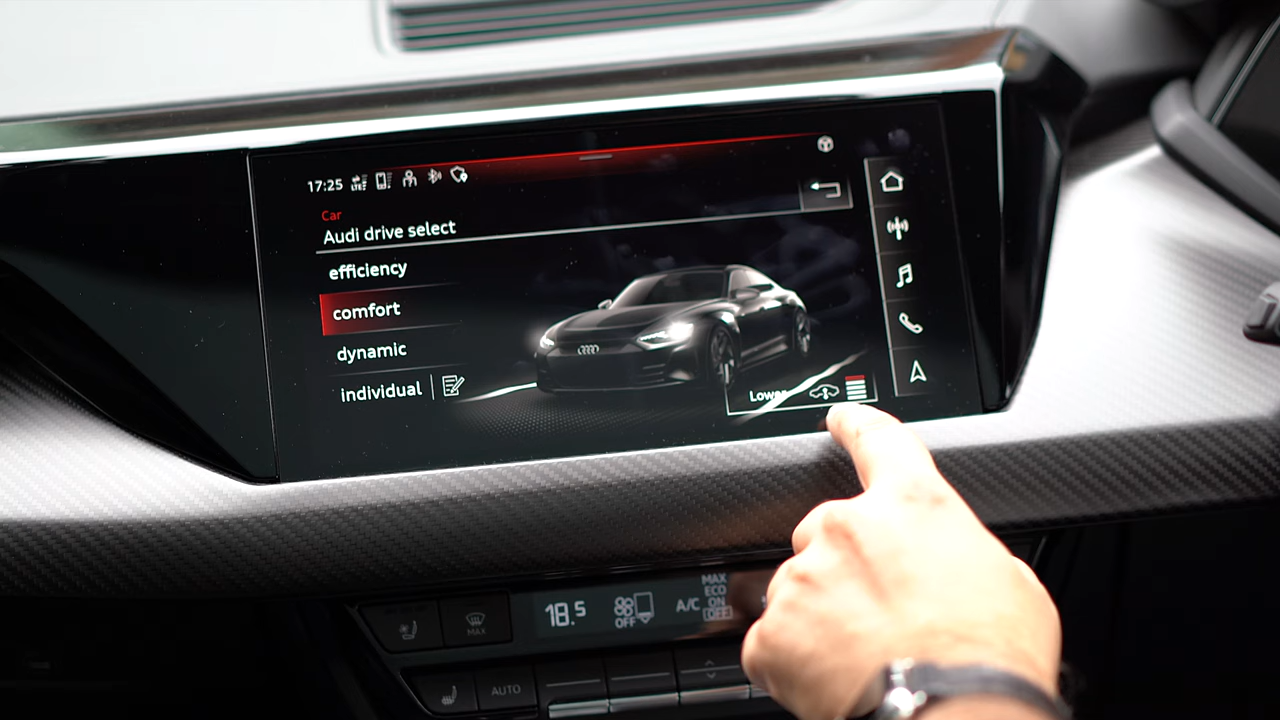 17:25 LTE
Car
Audi drive select
efficiency
comfort
dynamic
individual
18.5
OFF
A/C
MAX
ECO
ON
OFF
MAX
AUTO